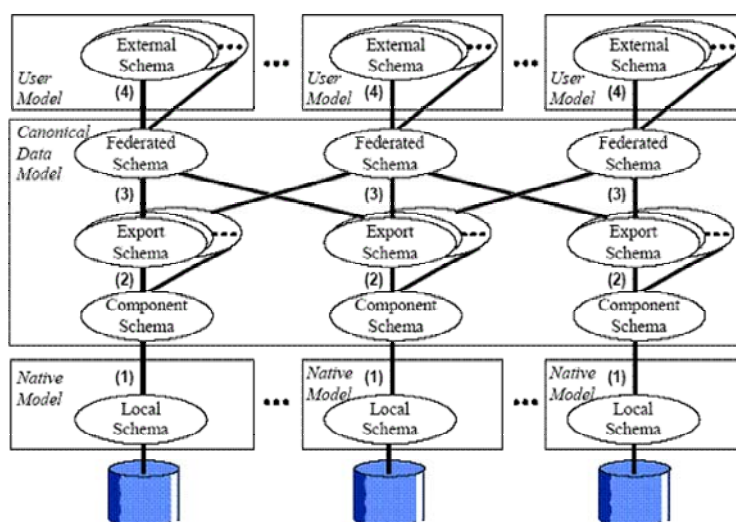 External
Schema
External
Schema
External
Schema
User
Model
(4)
User
Model
(4)
User
Model
(4)
Canonical
Data
Model
Federated
Schema
Federated
Schema
Federated
Schema
(3)
(3)
(3)
Export
Schema
Export
Schema
Export
Schema
(2)
(2)
(2)
Component
Schema
Component
Schema
Component
Schema
Native
Model
(1)
Native
Model
(1)
Native
Model
(1)
Local
Schema
Local
Schema
Local
Schema